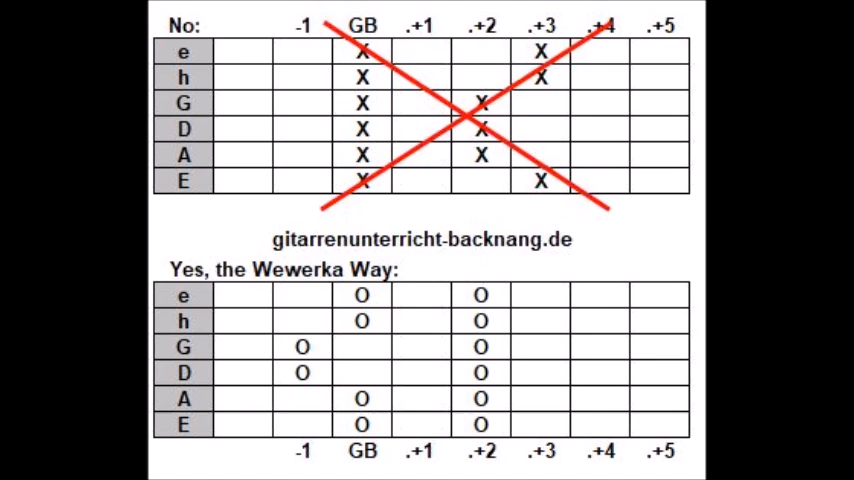 No: -1 GB .+1 .+2 .+3 .+4 .+5
e X X
h X X
G X X
D X X
A X X
E X X
gitarrenunterricht-backnang.de
Yes, the Wewerka Way:
e O O
h O O
G O O
D O O
A O O
E O O
-1 GB .+1 .+2 .+3 .+4 .+5